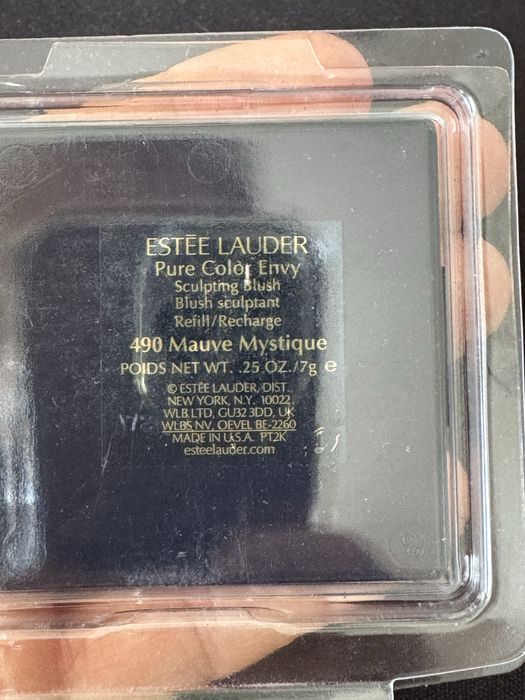 ESTĒE LAUDER
Pure Color Envy
Sculpting Blush
Blush sculptant
Refill/Recharge
490 Mauve Mystique
POIDS NET WT. .25 OZ./7g ℮
© ESTĒE LAUDER, DIST.
NEW YORK, N.Y. 10022
WLB LTD, GU32 3DD, UK
WLBS NV, OEVEL BE-2260
MADE IN U.S.A. PT2K
esteelauder.com